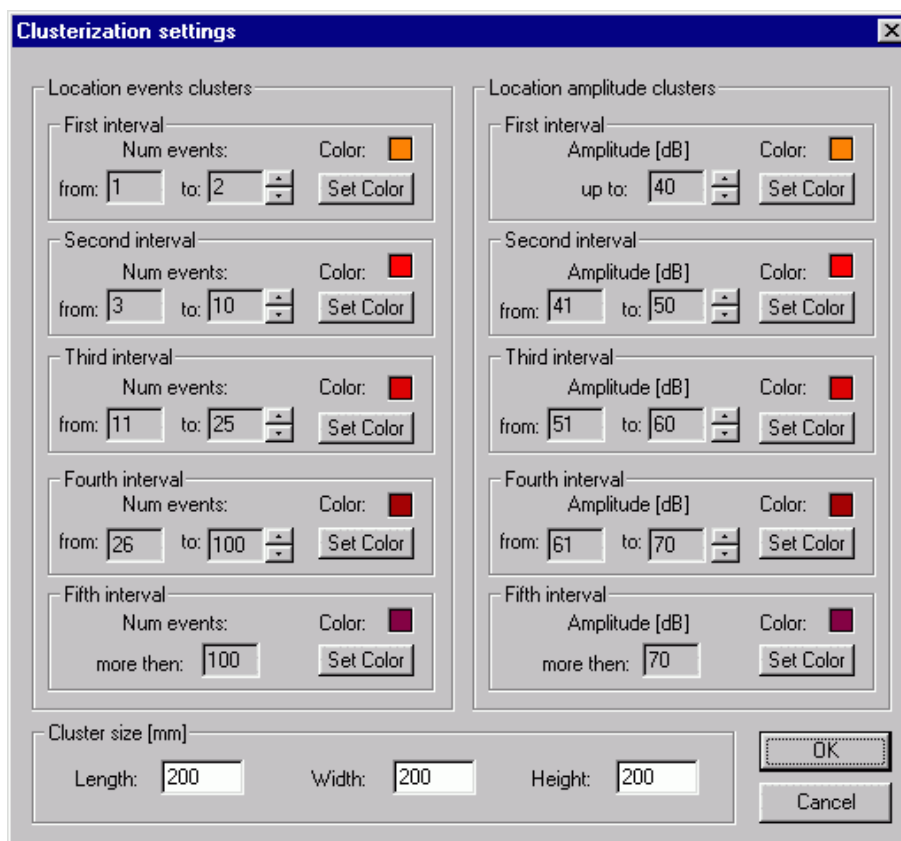 Clusterization settings
Location events clusters
First interval
Num events: Color:
from: 1 to: 2 Set Color
Second interval
Num events: Color:
from: 3 to: 10 Set Color
Third interval
Num events: Color:
from: 11 to: 25 Set Color
Fourth interval
Num events: Color:
from: 26 to: 100 Set Color
Fifth interval
Num events: Color:
more then: 100 Set Color
Location amplitude clusters
First interval
Amplitude [dB] Color:
up to: 40 Set Color
Second interval
Amplitude [dB] Color:
from: 41 to: 50 Set Color
Third interval
Amplitude [dB] Color:
from: 51 to: 60 Set Color
Fourth interval
Amplitude [dB] Color:
from: 61 to: 70 Set Color
Fifth interval
Amplitude [dB] Color:
more then: 70 Set Color
Cluster size [mm]
Length: 200 Width: 200 Height: 200
OK
Cancel